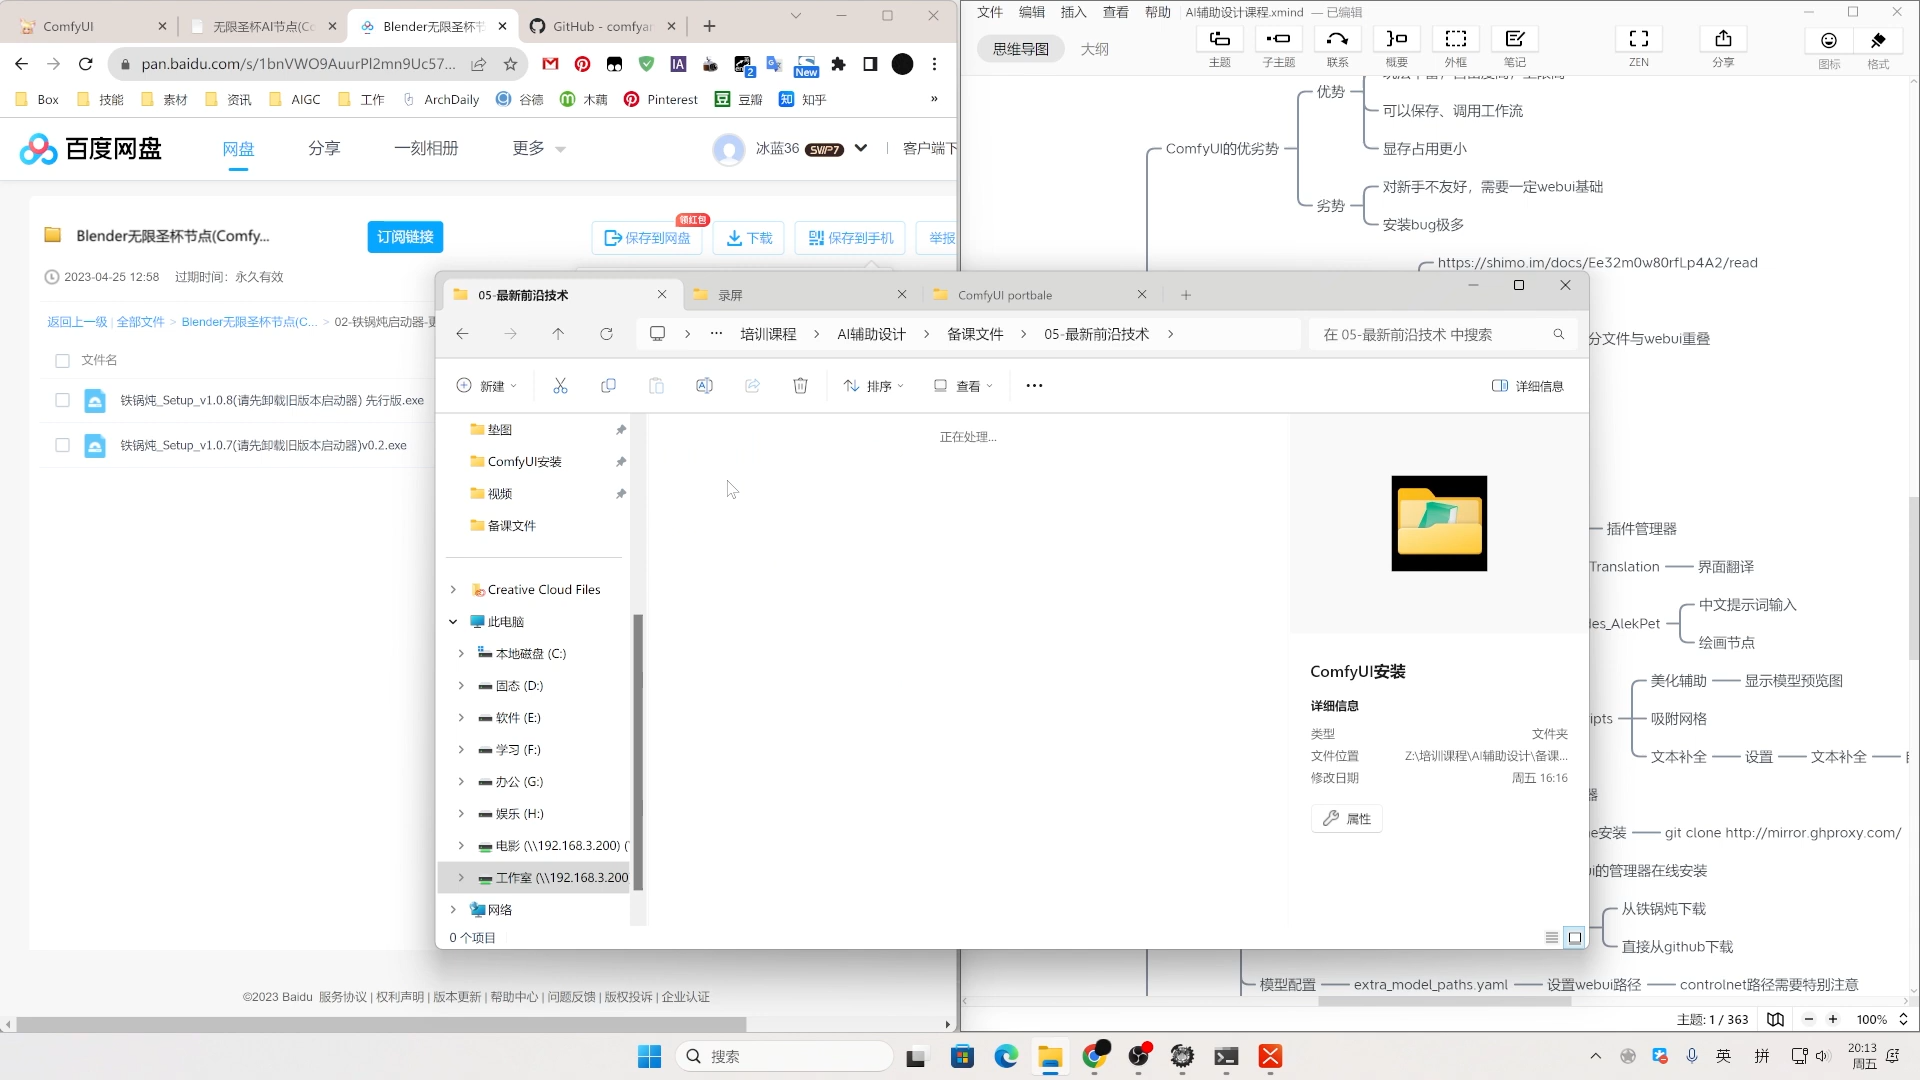 ComfyUI
无限圣杯AI节点(Cc
Blender无限圣杯节
GitHub - comfyar
pan.baidu.com/s/1bnVWO9AuurPl2mn9Uc57...
2
New
Box
技能
素材
资讯
AIGC
工作
ArchDaily
谷德
木藕
Pinterest
豆瓣
知乎
百度网盘
网盘
分享
一刻相册
更多
冰蓝36
SVIP7
客户端下
Blender无限圣杯节点(Comfy...
订阅链接
领红包
保存到网盘
下载
保存到手机
举报
2023-04-25 12:58
过期时间：永久有效
返回上一级 | 全部文件 > Blender无限圣杯节点(C... > 02-铁锅炖启动器-更
文件名
铁锅炖_Setup_v1.0.8(请先卸载旧版本启动器) 先行版.exe
铁锅炖_Setup_v1.0.7(请先卸载旧版本启动器)v0.2.exe
©2023 Baidu 服务协议 | 权利声明 | 版本更新 | 帮助中心 | 问题反馈 | 版权投诉 | 企业认证
05-最新前沿技术
录屏
ComfyUI portbale
培训课程
AI辅助设计
备课文件
05-最新前沿技术
在 05-最新前沿技术 中搜索
新建
排序
查看
详细信息
垫图
ComfyUI安装
视频
备课文件
Creative Cloud Files
此电脑
本地磁盘 (C:)
固态 (D:)
软件 (E:)
学习 (F:)
办公 (G:)
娱乐 (H:)
电影 (\\192.168.3.200) (
工作室 (\\192.168.3.200
网络
0 个项目
正在处理...
ComfyUI安装
详细信息
类型
文件夹
文件位置
Z:\培训课程\AI辅助设计\备课...
修改日期
周五 16:16
属性
文件
编辑
插入
查看
帮助
AI辅助设计课程.xmind — 已编辑
思维导图
大纲
主题
子主题
联系
概要
外框
笔记
ZEN
分享
图标
格式
优势
可以保存、调用工作流
ComfyUI的优劣势
显存占用更小
对新手不友好，需要一定webui基础
劣势
安装bug极多
https://shimo.im/docs/Ee32m0w80rfLp4A2/read
分文件与webui重叠
插件管理器
Translation
界面翻译
中文提示词输入
des_AlekPet
绘画节点
美化辅助
显示模型预览图
ipts
吸附网格
文本补全
设置
文本补全
器
e安装
git clone http://mirror.ghproxy.com/
的管理器在线安装
从铁锅炖下载
直接从github下载
模型配置
extra_model_paths.yaml
设置webui路径
controlnet路径需要特别注意
主题: 1 / 363
100%
搜索
英
拼
20:13
周五